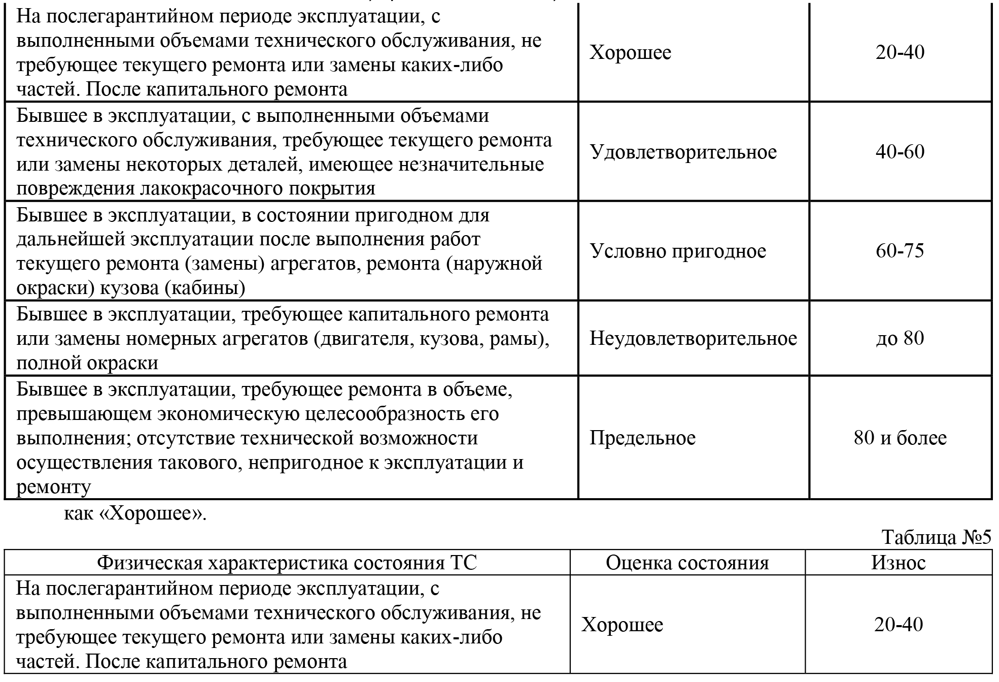 На послегарантийном периоде эксплуатации, с
выполненными объемами технического обслуживания, не
требующее текущего ремонта или замены каких-либо
частей. После капитального ремонта
Хорошее
20-40
Бывшее в эксплуатации, с выполненными объемами
технического обслуживания, требующее текущего ремонта
или замены некоторых деталей, имеющее незначительные
повреждения лакокрасочного покрытия
Удовлетворительное
40-60
Бывшее в эксплуатации, в состоянии пригодном для
дальнейшей эксплуатации после выполнения работ
текущего ремонта (замены) агрегатов, ремонта (наружной
окраски) кузова (кабины)
Условно пригодное
60-75
Бывшее в эксплуатации, требующее капитального ремонта
или замены номерных агрегатов (двигателя, кузова, рамы),
полной окраски
Неудовлетворительное
до 80
Бывшее в эксплуатации, требующее ремонта в объеме,
превышающем экономическую целесообразность его
выполнения; отсутствие технической возможности
осуществления такового, непригодное к эксплуатации и
ремонту
Предельное
80 и более
как «Хорошее».
Таблица №5
Физическая характеристика состояния ТС
Оценка состояния
Износ
На послегарантийном периоде эксплуатации, с
выполненными объемами технического обслуживания, не
требующее текущего ремонта или замены каких-либо
частей. После капитального ремонта
Хорошее
20-40